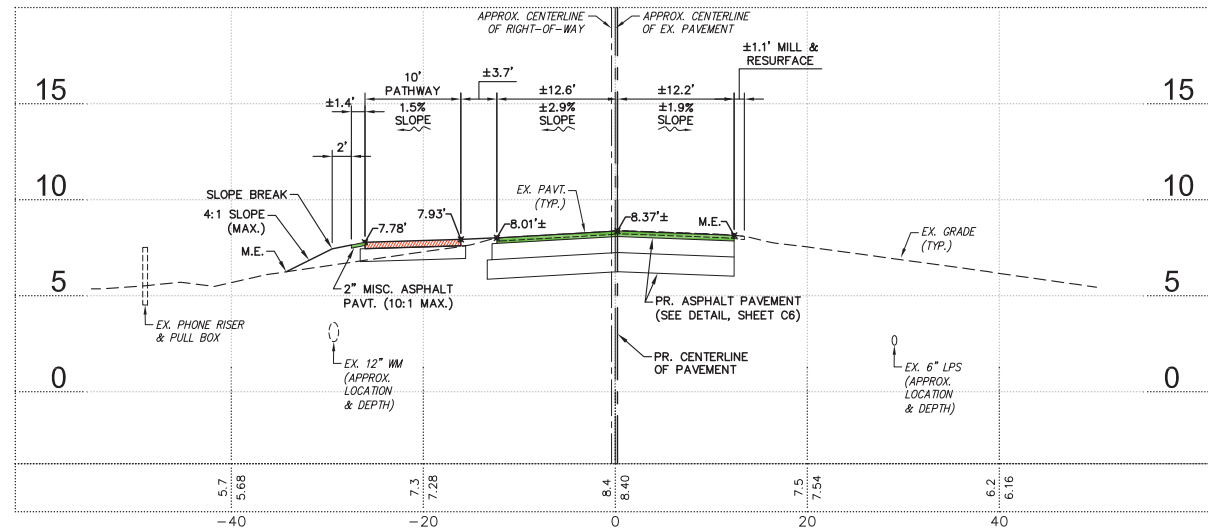 APPROX. CENTERLINE
OF RIGHT-OF-WAY
APPROX. CENTERLINE
OF EX. PAVEMENT
±1.1' MILL &
RESURFACE
10'
PATHWAY
±3.7'
±12.6'
±12.2'
±1.4'
1.5%
SLOPE
±2.9%
SLOPE
±1.9%
SLOPE
2'
15
15
SLOPE BREAK
4:1 SLOPE
(MAX.)
M.E.
7.78'
7.93'
8.01'±
EX. PAVT.
(TYP.)
8.37'±
M.E.
10
10
EX. GRADE
(TYP.)
5
5
2" MISC. ASPHALT
PAVT. (10:1 MAX.)
PR. ASPHALT PAVEMENT
(SEE DETAIL, SHEET C6)
EX. PHONE RISER
& PULL BOX
EX. 12" WM
(APPROX.
LOCATION
& DEPTH)
PR. CENTERLINE
OF PAVEMENT
EX. 6" LPS
(APPROX.
LOCATION
& DEPTH)
0
0
5.7
5.68
7.3
7.28
8.4
8.40
7.5
7.54
6.2
6.16
-40
-20
0
20
40